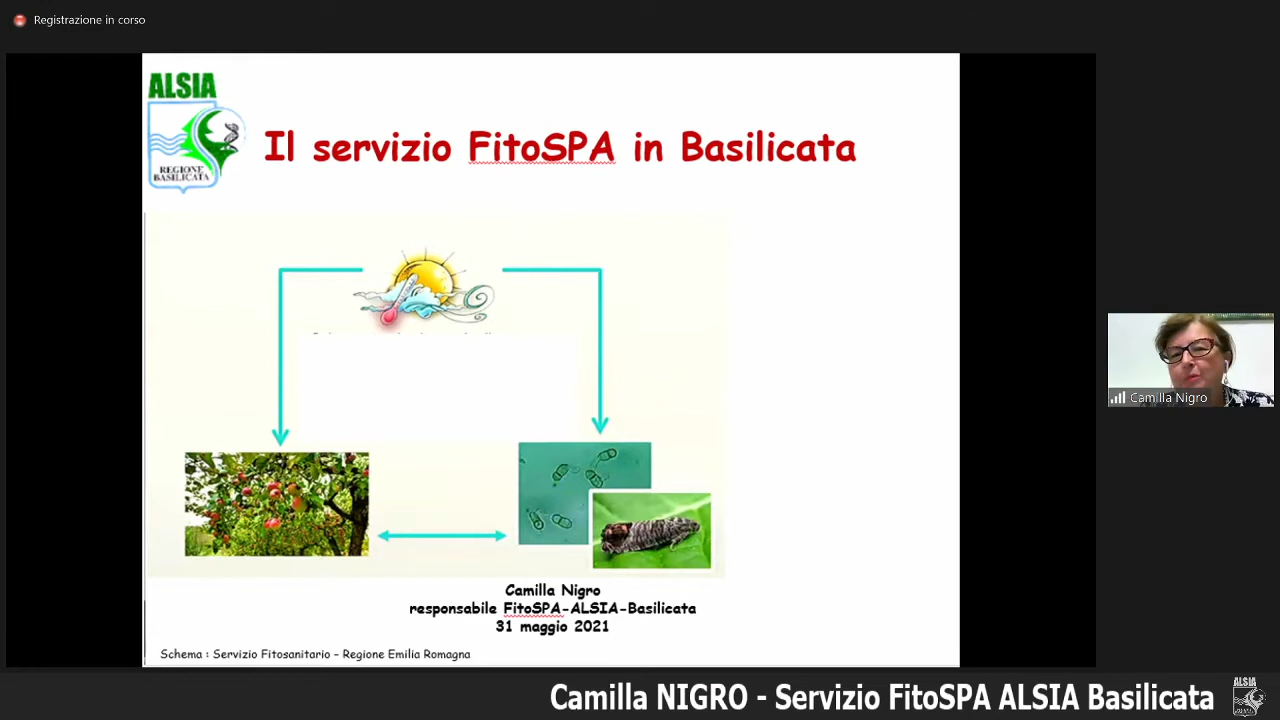 Registrazione in corso
ALSIA
REGIONE
BASILICATA
Il servizio FitoSPA in Basilicata
Camilla Nigro
responsabile FitoSPA-ALSIA-Basilicata
31 maggio 2021
Schema : Servizio Fitosanitario – Regione Emilia Romagna
Camilla Nigro
Camilla NIGRO - Servizio FitoSPA ALSIA Basilicata
ALSIA